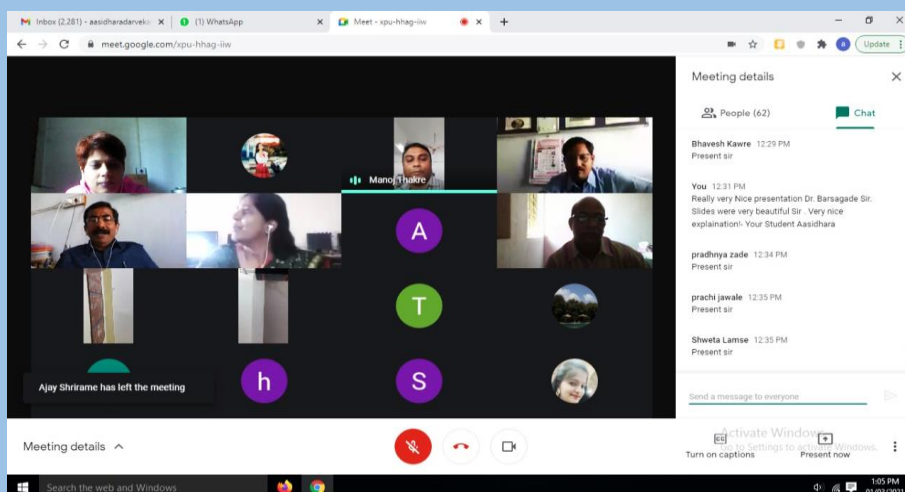 Inbox (2,281) - aasidharadarveka
(1) WhatsApp
Meet - xpu-hhag-iiw
meet.google.com/xpu-hhag-iiw
Update
Meeting details
People (62)
Chat
Bhavesh Kawre 12:29 PM
Present sir
You 12:31 PM
Really very Nice presentation Dr. Barsagade Sir.
Slides were very beautiful Sir . Very nice
explaination!- Your Student Aasidhara
pradhnya zade 12:34 PM
Present sir
prachi jawale 12:35 PM
Present sir
Shweta Lamse 12:35 PM
Present sir
Manoj Thakre
A
T
h
S
Ajay Shrirame has left the meeting
Send a message to everyone
Activate Windows
Go to Settings to activate Windows.
Meeting details
Turn on captions
Present now
Search the web and Windows
1:05 PM
01/03/2021